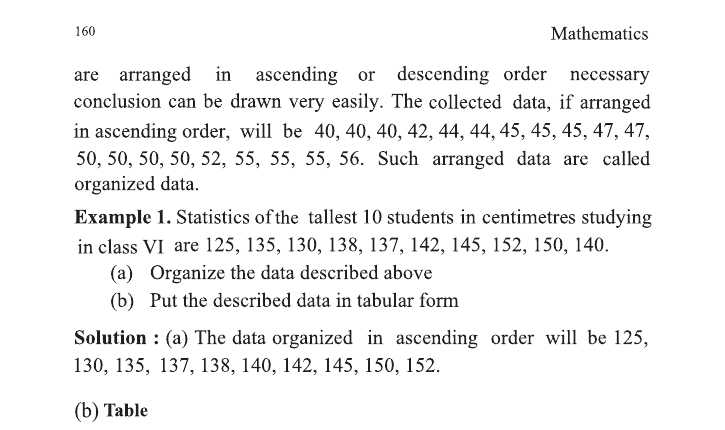 160
Mathematics
are arranged in ascending or descending order necessary
conclusion can be drawn very easily. The collected data, if arranged
in ascending order, will be 40, 40, 40, 42, 44, 44, 45, 45, 45, 47, 47,
50, 50, 50, 50, 52, 55, 55, 55, 56. Such arranged data are called
organized data.
Example 1. Statistics of the tallest 10 students in centimetres studying
in class VI are 125, 135, 130, 138, 137, 142, 145, 152, 150, 140.
(a) Organize the data described above
(b) Put the described data in tabular form
Solution : (a) The data organized in ascending order will be 125,
130, 135, 137, 138, 140, 142, 145, 150, 152.
(b) Table